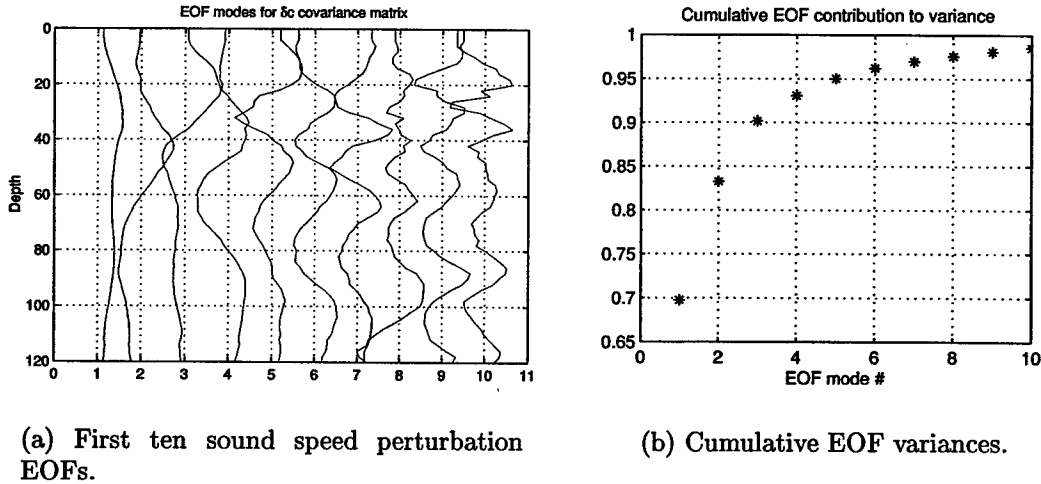 EOF modes for δc covariance matrix
0
20
40
60
80
100
120
Depth
0 1 2 3 4 5 6 7 8 9 10 11
(a) First ten sound speed perturbation
EOFs.
Cumulative EOF contribution to variance
1
0.95
0.9
0.85
0.8
0.75
0.7
0.65
0 2 4 6 8 10
EOF mode #
(b) Cumulative EOF variances.